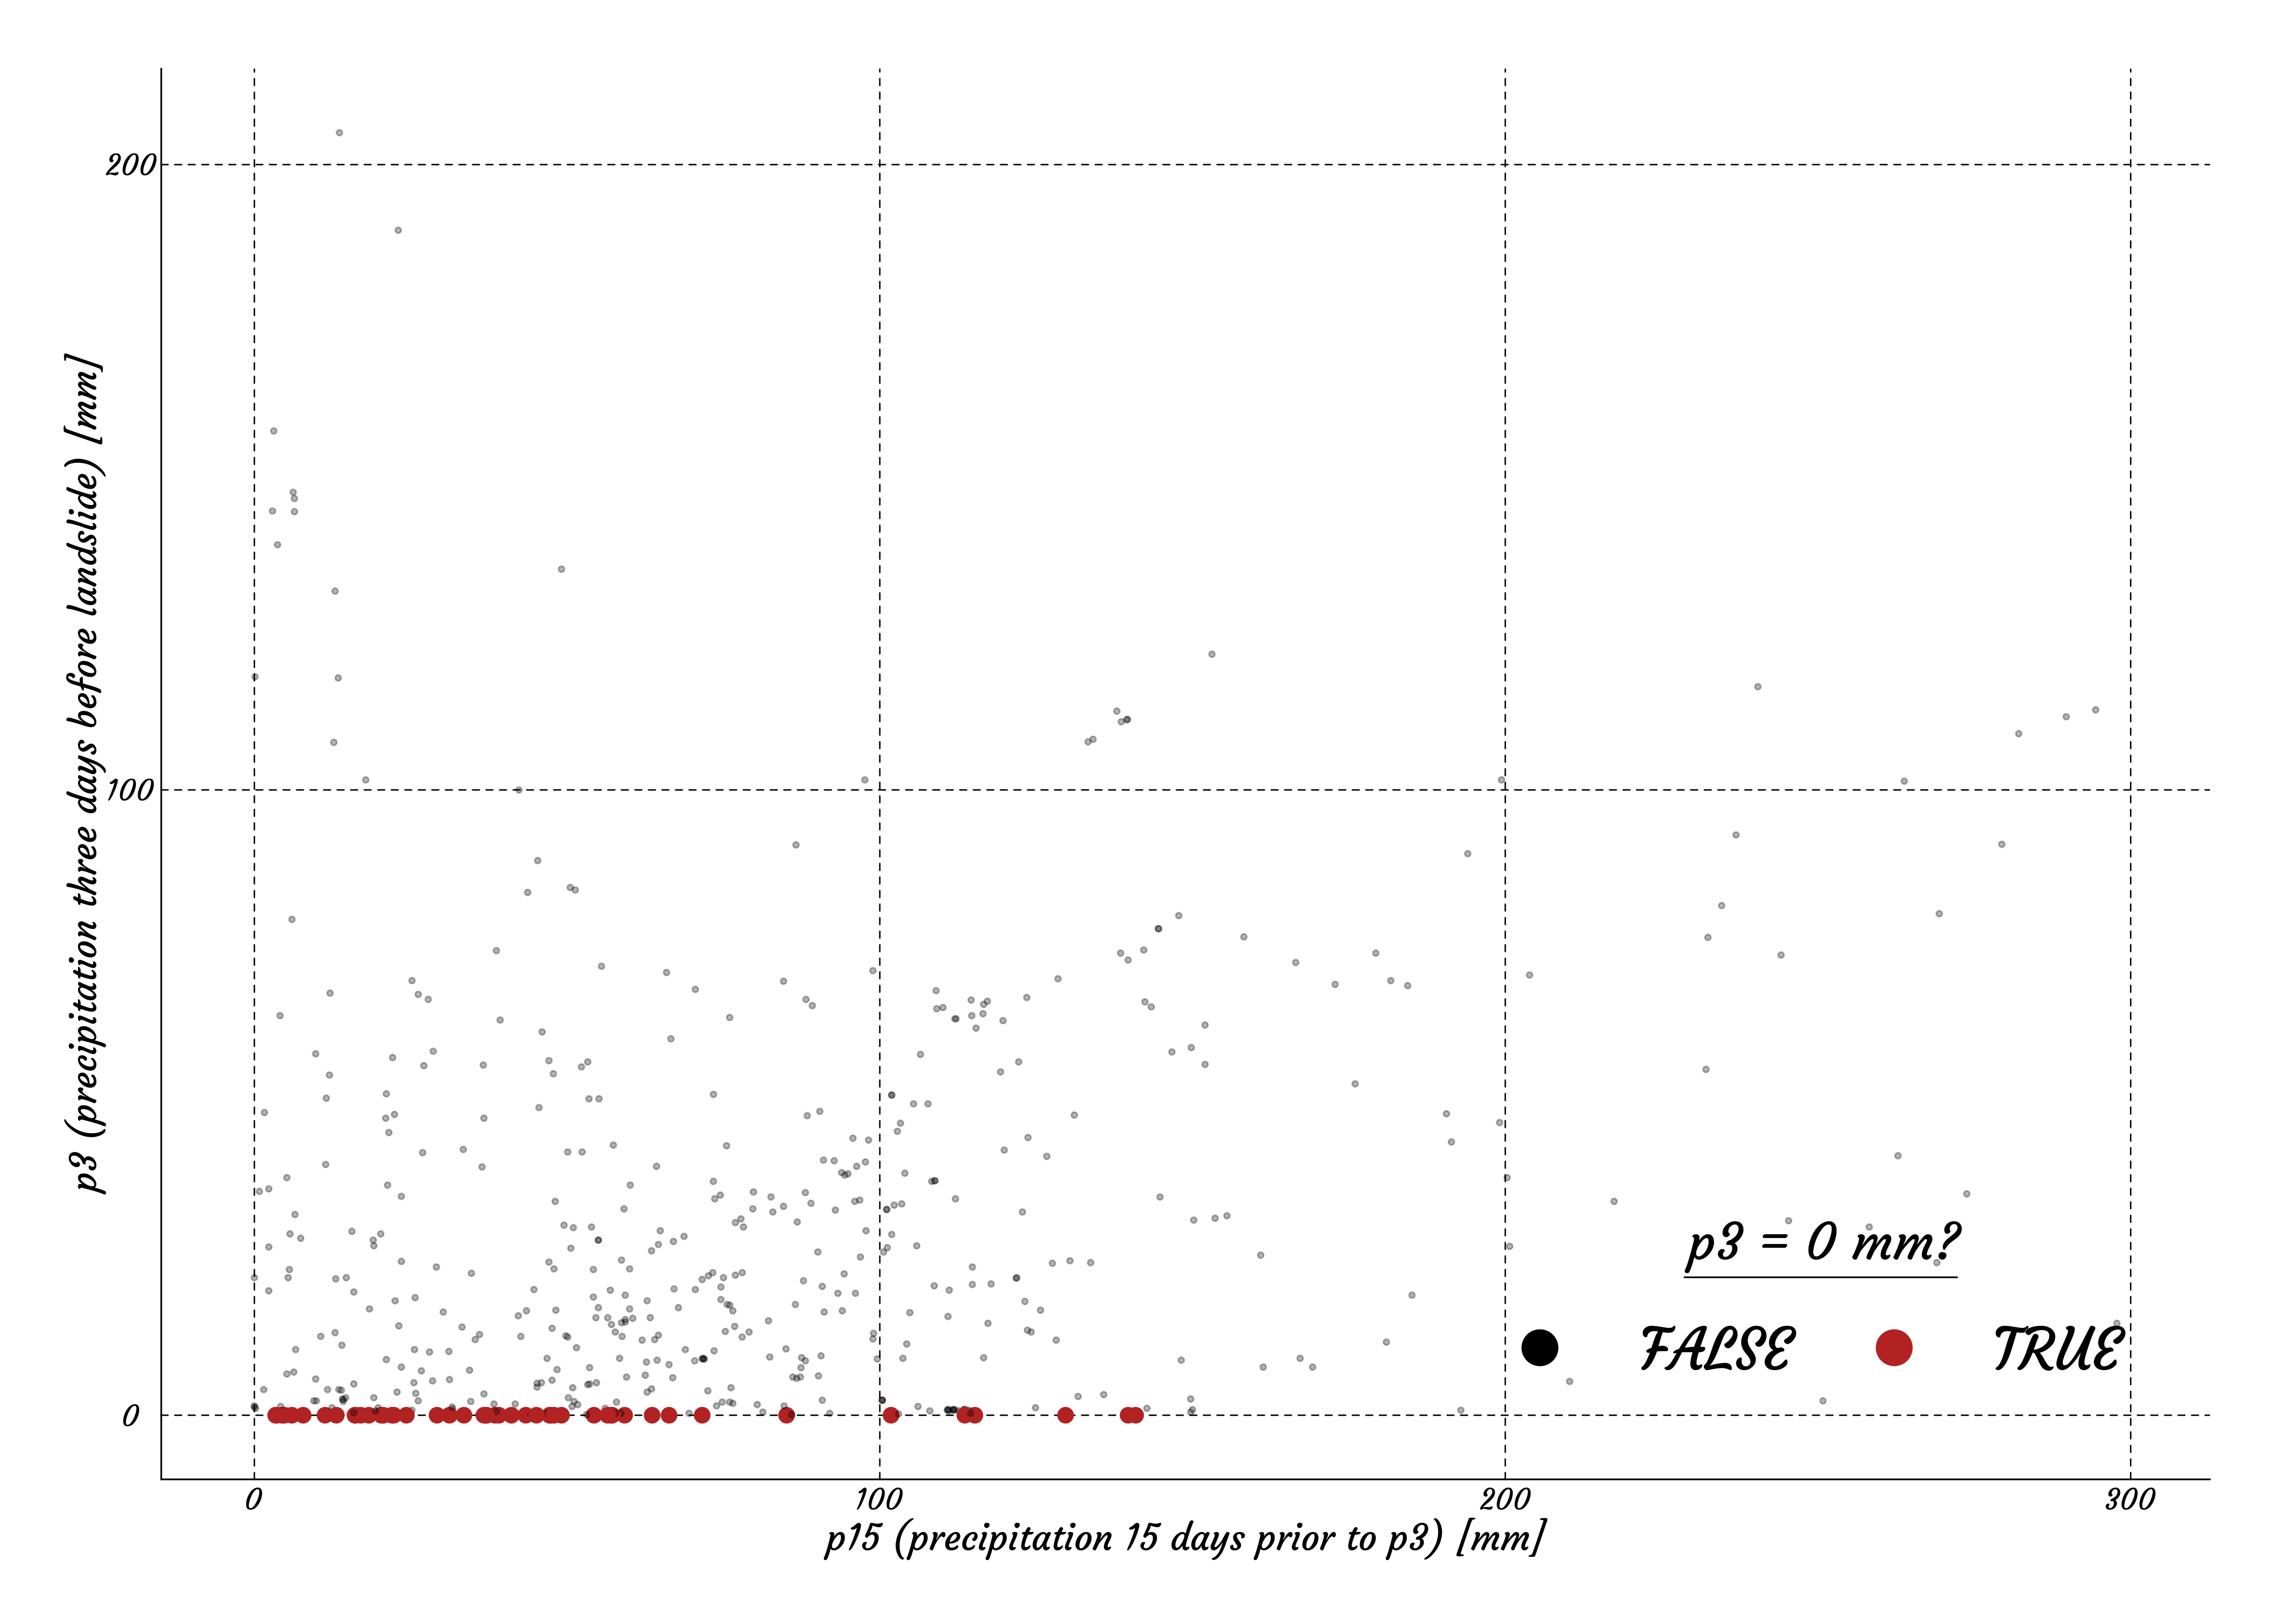 200
100
0
p3 (precipitation three days before landslide) [mm]
p3 = 0 mm?
FALSE TRUE
0 100 200 300
p15 (precipitation 15 days prior to p3) [mm]